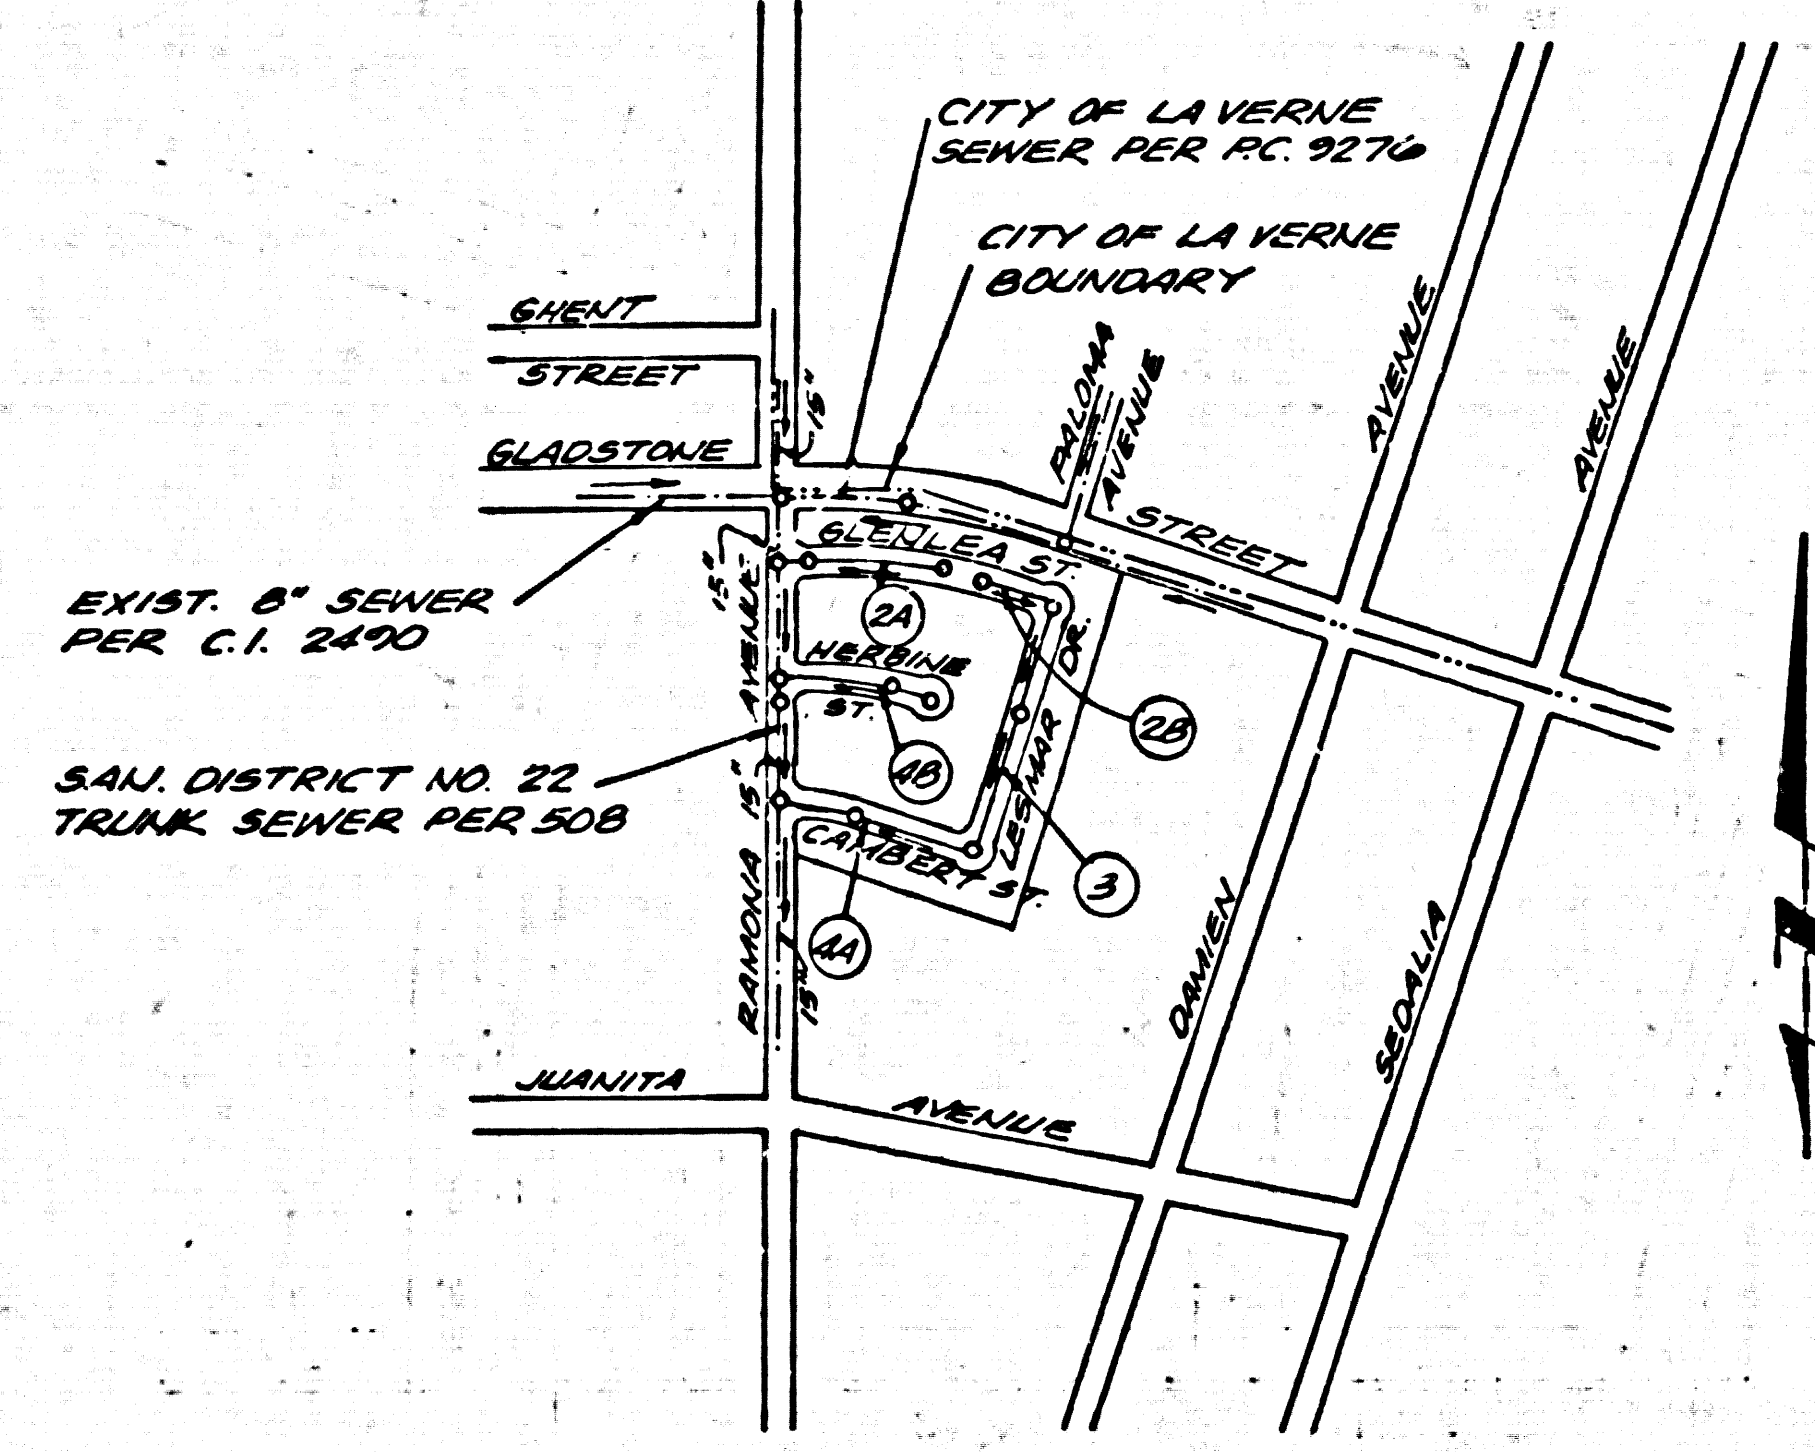 CITY OF LA VERNE
SEWER PER P.C. 9276
CITY OF LA VERNE
BOUNDARY
GHENT
STREET
15"
PALOMA
AVENUE
AVENUE
AVENUE
GLADSTONE
STREET
GLENLEA ST.
EXIST. 8" SEWER
PER C.I. 2490
15"
AVENUE
2A
HERBINE
ST.
DR.
2B
4B
SAN. DISTRICT NO. 22
TRUNK SEWER PER 508
15"
LESMAR
CAMBERT ST.
3
RAMONA
4A
15"
DAMIEN
SEDALIA
JUANITA
AVENUE